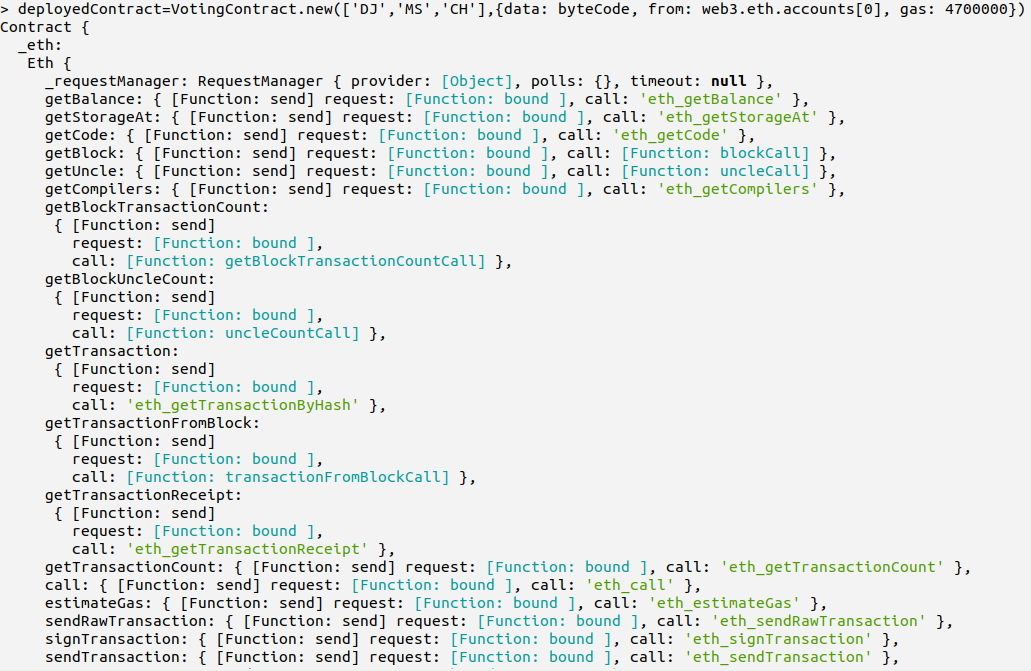 > deployedContract=VotingContract.new(['DJ','MS','CH'],{data: byteCode, from: web3.eth.accounts[0], gas: 4700000})
Contract {
  _eth:
   Eth {
     _requestManager: RequestManager { provider: [Object], polls: {}, timeout: null },
     getBalance: { [Function: send] request: [Function: bound ], call: 'eth_getBalance' },
     getStorageAt: { [Function: send] request: [Function: bound ], call: 'eth_getStorageAt' },
     getCode: { [Function: send] request: [Function: bound ], call: 'eth_getCode' },
     getBlock: { [Function: send] request: [Function: bound ], call: [Function: blockCall] },
     getUncle: { [Function: send] request: [Function: bound ], call: [Function: uncleCall] },
     getCompilers: { [Function: send] request: [Function: bound ], call: 'eth_getCompilers' },
     getBlockTransactionCount:
      { [Function: send]
        request: [Function: bound ],
        call: [Function: getBlockTransactionCountCall] },
     getBlockUncleCount:
      { [Function: send]
        request: [Function: bound ],
        call: [Function: uncleCountCall] },
     getTransaction:
      { [Function: send]
        request: [Function: bound ],
        call: 'eth_getTransactionByHash' },
     getTransactionFromBlock:
      { [Function: send]
        request: [Function: bound ],
        call: [Function: transactionFromBlockCall] },
     getTransactionReceipt:
      { [Function: send]
        request: [Function: bound ],
        call: 'eth_getTransactionReceipt' },
     getTransactionCount: { [Function: send] request: [Function: bound ], call: 'eth_getTransactionCount' },
     call: { [Function: send] request: [Function: bound ], call: 'eth_call' },
     estimateGas: { [Function: send] request: [Function: bound ], call: 'eth_estimateGas' },
     sendRawTransaction: { [Function: send] request: [Function: bound ], call: 'eth_sendRawTransaction' },
     signTransaction: { [Function: send] request: [Function: bound ], call: 'eth_signTransaction' },
     sendTransaction: { [Function: send] request: [Function: bound ], call: 'eth_sendTransaction' },